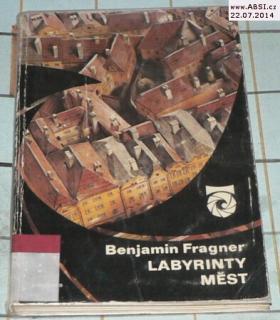 www.ABSI.cz
22.07.2014
Benjamin Fragner
LABYRINTY
MĚST